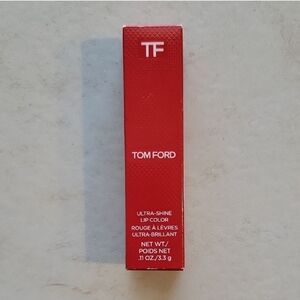 TF
TOM FORD
ULTRA-SHINE
LIP COLOR
ROUGE À LÈVRES
ULTRA-BRILLANT
NET WT./
POIDS NET
.11 OZ./3.3 g